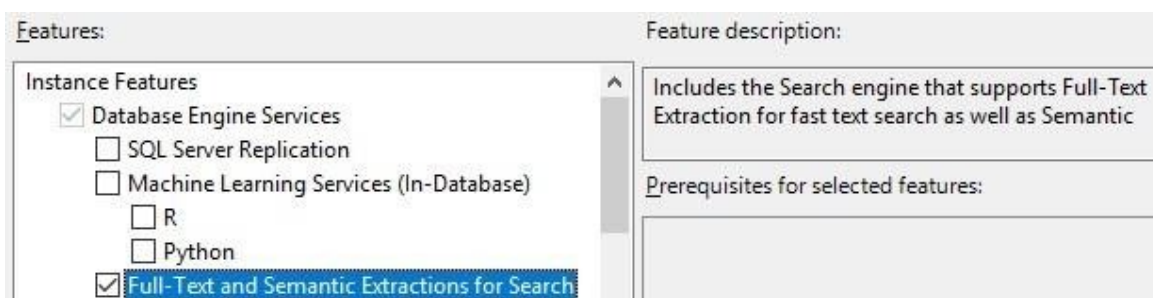 Features:
Instance Features
Database Engine Services
SQL Server Replication
Machine Learning Services (In-Database)
R
Python
Full-Text and Semantic Extractions for Search
Feature description:
Includes the Search engine that supports Full-Text
Extraction for fast text search as well as Semantic
Prerequisites for selected features: